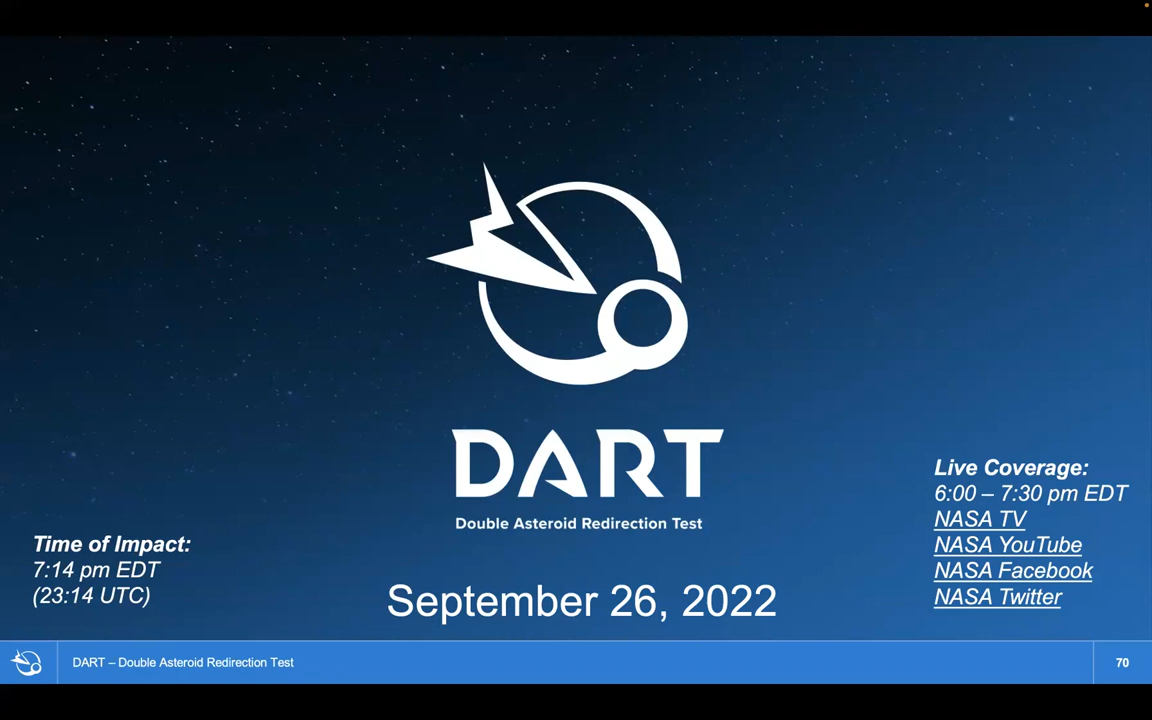 DART
Double Asteroid Redirection Test
Live Coverage:
6:00 – 7:30 pm EDT
NASA TV
NASA YouTube
NASA Facebook
NASA Twitter
Time of Impact:
7:14 pm EDT
(23:14 UTC)
September 26, 2022
DART – Double Asteroid Redirection Test
70